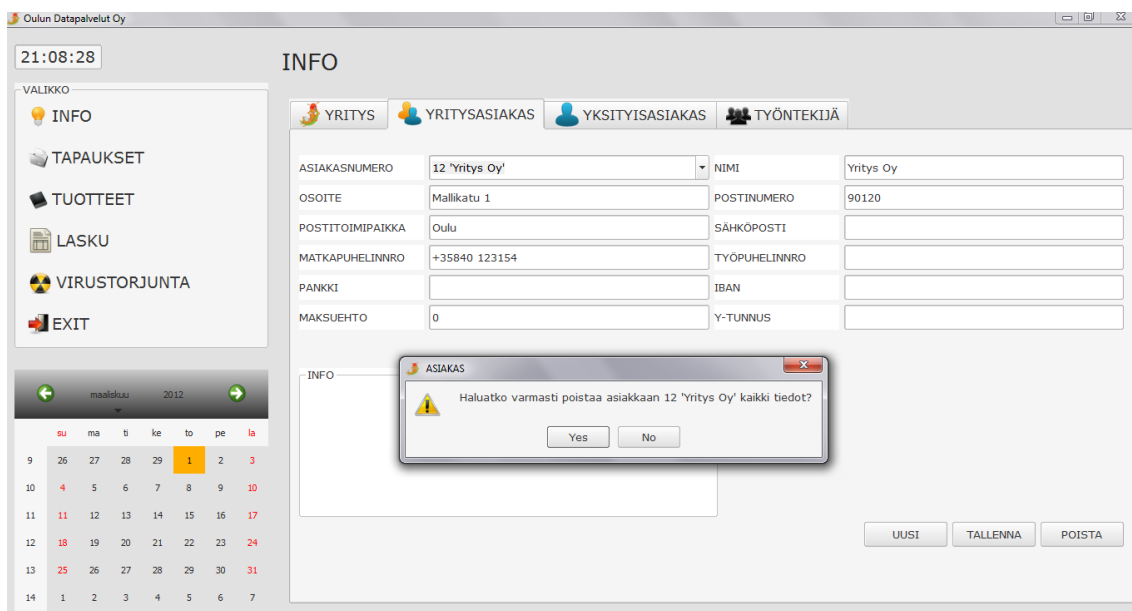 Oulun Datapalvelut Oy
21:08:28
VALIKKO
INFO
TAPAUKSET
TUOTTEET
LASKU
VIRUSTORJUNTA
EXIT
maaliskuu 2012
su ma ti ke to pe la
9 26 27 28 29 1 2 3
10 4 5 6 7 8 9 10
11 11 12 13 14 15 16 17
12 18 19 20 21 22 23 24
13 25 26 27 28 29 30 31
14 1 2 3 4 5 6 7
INFO
YRITYS YRITYSASIAKAS YKSITYISASIAKAS TYÖNTEKIJÄ
ASIAKASNUMERO 12 'Yritys Oy' NIMI Yritys Oy
OSOITE Mallikatu 1 POSTINUMERO 90120
POSTITOIMIPAIKKA Oulu SÄHKÖPOSTI
MATKAPUHELINNRO +35840 123154 TYÖPUHELINNRO
PANKKI IBAN
MAKSUEHTO 0 Y-TUNNUS
INFO
ASIAKAS
Haluatko varmasti poistaa asiakkaan 12 'Yritys Oy' kaikki tiedot?
Yes No
UUSI TALLENNA POISTA